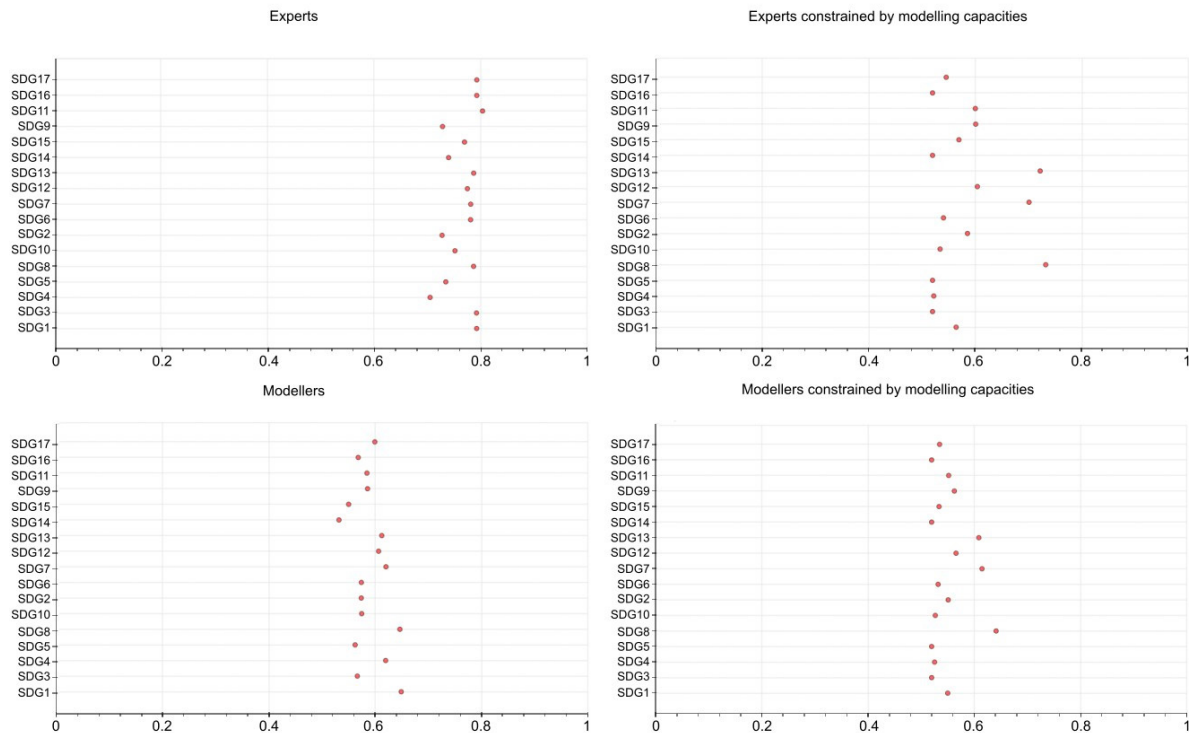 Experts
SDG17
SDG16
SDG11
SDG9
SDG15
SDG14
SDG13
SDG12
SDG7
SDG6
SDG2
SDG10
SDG8
SDG5
SDG4
SDG3
SDG1
0 0.2 0.4 0.6 0.8 1
Experts constrained by modelling capacities
SDG17
SDG16
SDG11
SDG9
SDG15
SDG14
SDG13
SDG12
SDG7
SDG6
SDG2
SDG10
SDG8
SDG5
SDG4
SDG3
SDG1
0 0.2 0.4 0.6 0.8 1
Modellers
SDG17
SDG16
SDG11
SDG9
SDG15
SDG14
SDG13
SDG12
SDG7
SDG6
SDG2
SDG10
SDG8
SDG5
SDG4
SDG3
SDG1
0 0.2 0.4 0.6 0.8 1
Modellers constrained by modelling capacities
SDG17
SDG16
SDG11
SDG9
SDG15
SDG14
SDG13
SDG12
SDG7
SDG6
SDG2
SDG10
SDG8
SDG5
SDG4
SDG3
SDG1
0 0.2 0.4 0.6 0.8 1